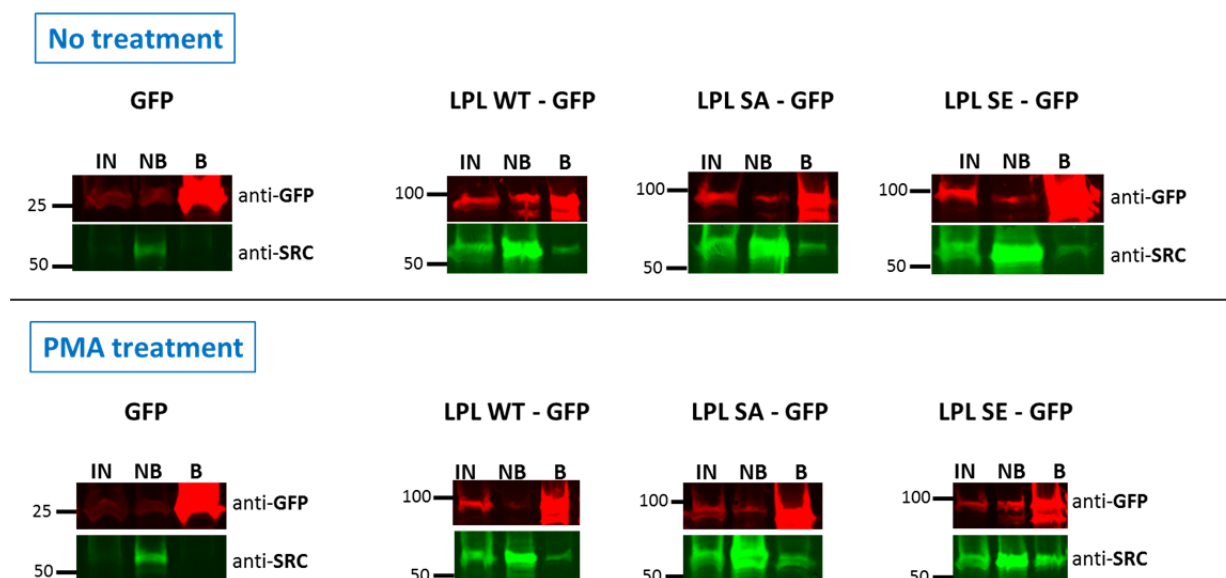 No treatment
GFP LPL WT - GFP LPL SA - GFP LPL SE - GFP
IN NB B IN NB B IN NB B IN NB B
25 anti-GFP 100 100 100 anti-GFP
50 anti-SRC 50 50 50 anti-SRC
PMA treatment
GFP LPL WT - GFP LPL SA - GFP LPL SE - GFP
IN NB B IN NB B IN NB B IN NB B
25 anti-GFP 100 100 100 anti-GFP
50 anti-SRC 50 50 50 anti-SRC